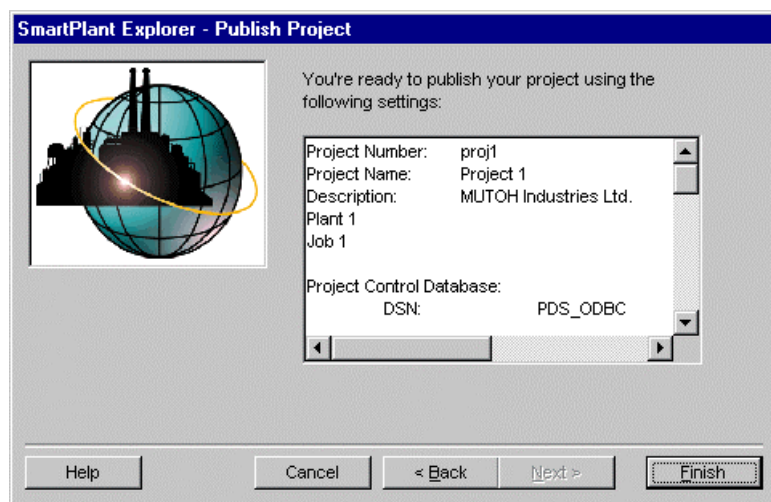 SmartPlant Explorer - Publish Project
You're ready to publish your project using the
following settings:
Project Number: proj1
Project Name: Project 1
Description: MUTOH Industries Ltd.
Plant 1
Job 1
Project Control Database:
DSN: PDS_ODBC
Help Cancel < Back Next > Finish